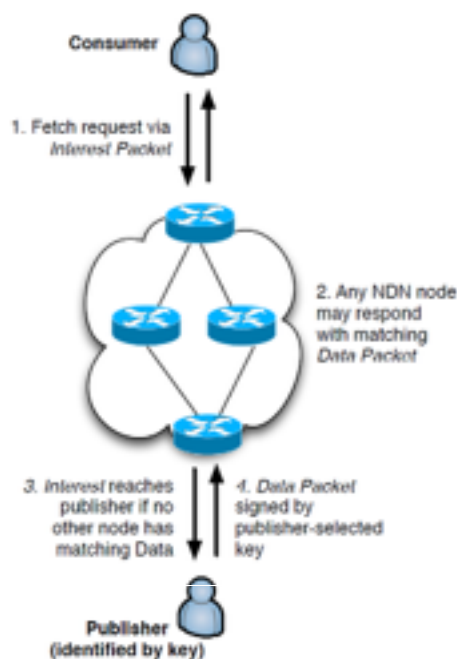 Consumer
1. Fetch request via
Interest Packet
2. Any NDN node
may respond
with matching
Data Packet
3. Interest reaches
publisher if no
other node has
matching Data
4. Data Packet
signed by
publisher-selected
key
Publisher
(identified by key)